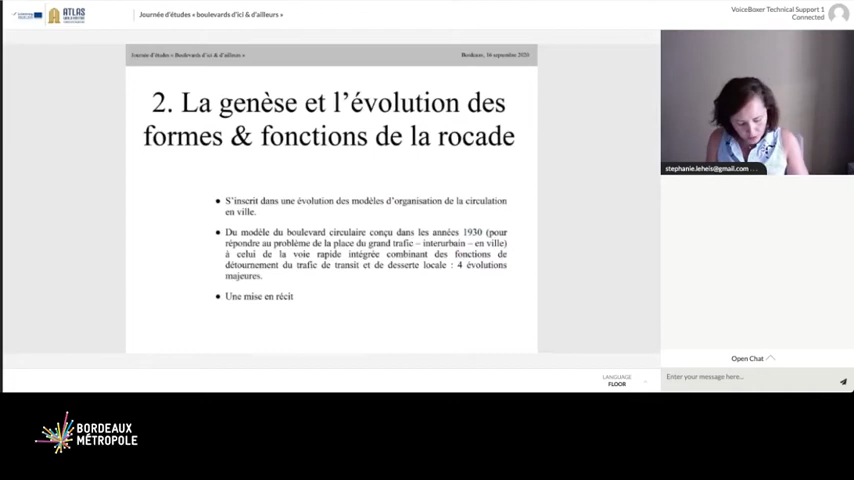 ATLAS
Journée d'études « boulevards d'ici & d'ailleurs »
VoiceBoxer Technical Support 1
Connected
Journée d'études « Boulevards d'ici & d'ailleurs »
Bordeaux, 16 septembre 2020
2. La genèse et l'évolution des
formes & fonctions de la rocade
• S'inscrit dans une évolution des modèles d'organisation de la circulation
en ville.
• Du modèle du boulevard circulaire conçu dans les années 1930 (pour
répondre au problème de la place du grand trafic – interurbain – en ville)
à celui de la voie rapide intégrée combinant des fonctions de
détournement du trafic de transit et de desserte locale : 4 évolutions
majeures.
• Une mise en récit
stephanie.leheis@gmail.com ...
Open Chat
LANGUAGE
FLOOR
Enter your message here...
BORDEAUX
MÉTROPOLE